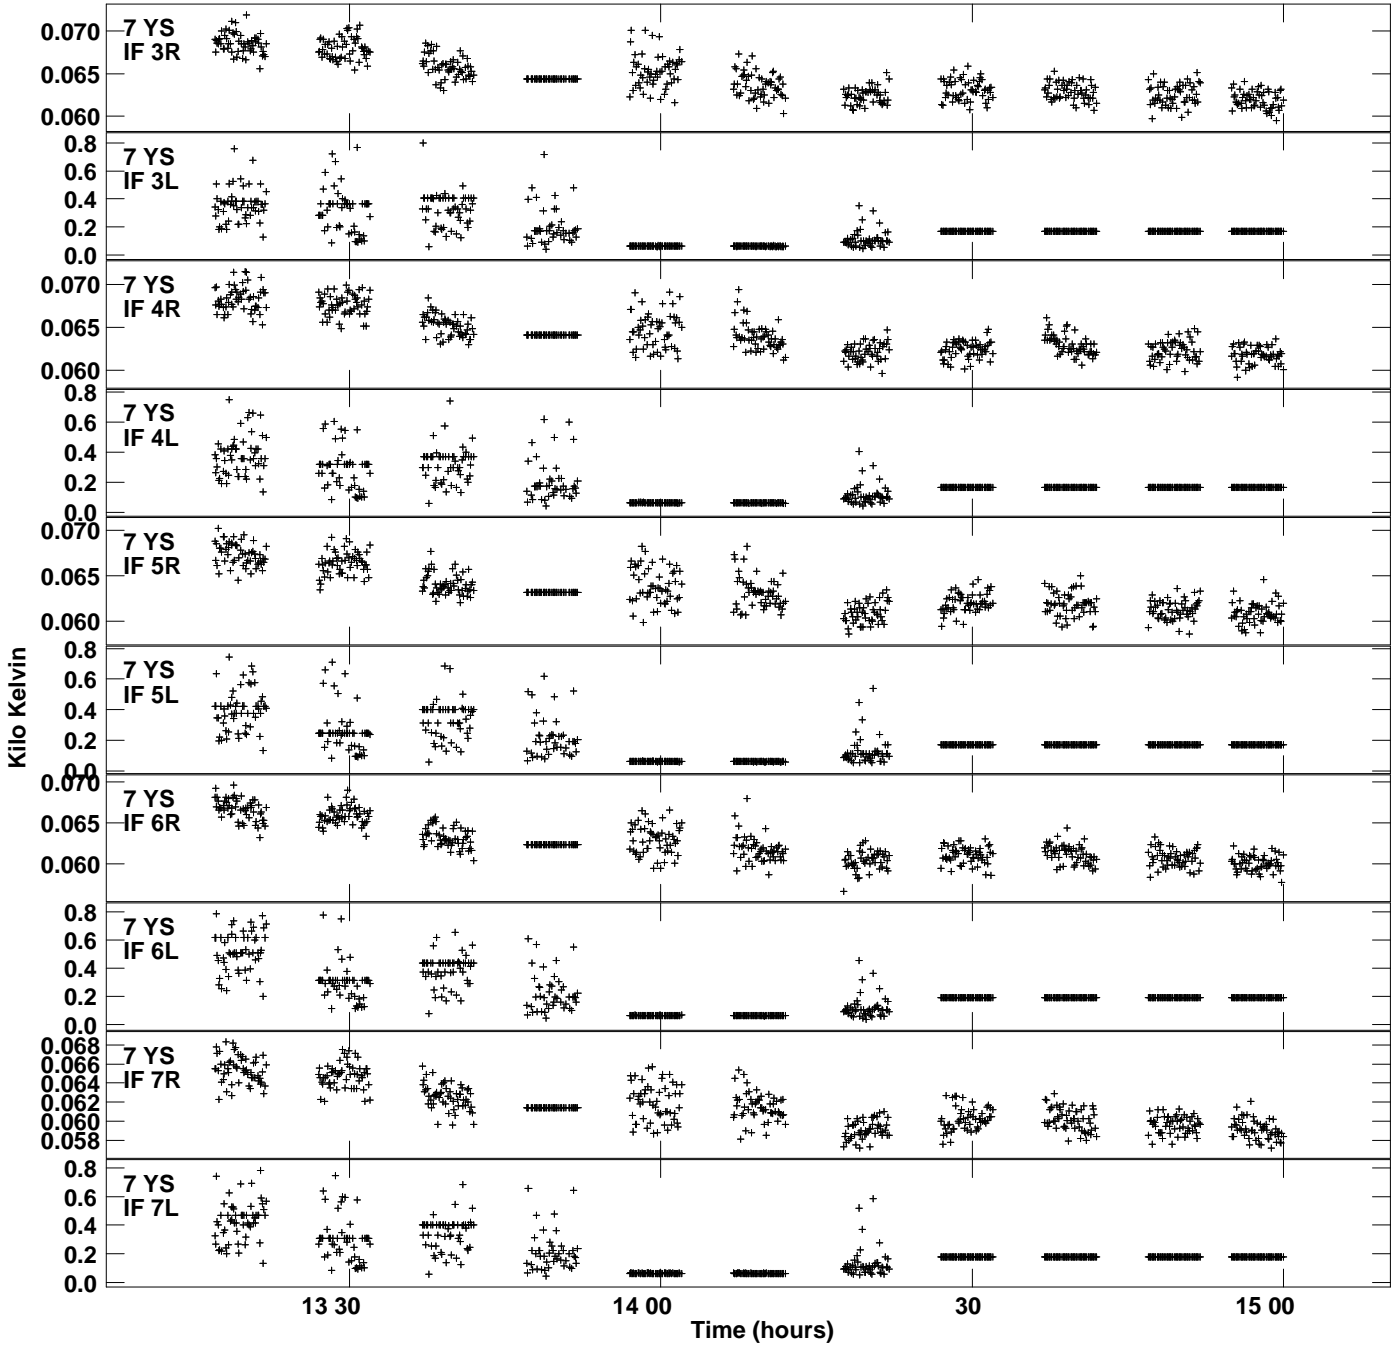 7 YS
IF 3R
0.070
0.065
0.060
7 YS
IF 3L
0.8
0.6
0.4
0.2
0.0
7 YS
IF 4R
0.070
0.065
0.060
7 YS
IF 4L
0.8
0.6
0.4
0.2
0.0
7 YS
IF 5R
0.070
0.065
0.060
7 YS
IF 5L
0.8
0.6
0.4
0.2
0.0
7 YS
IF 6R
0.070
0.065
0.060
7 YS
IF 6L
0.8
0.6
0.4
0.2
0.0
7 YS
IF 7R
0.068
0.066
0.064
0.062
0.060
0.058
7 YS
IF 7L
0.8
0.6
0.4
0.2
0.0
Kilo Kelvin
13 30 14 00 30 15 00
Time (hours)